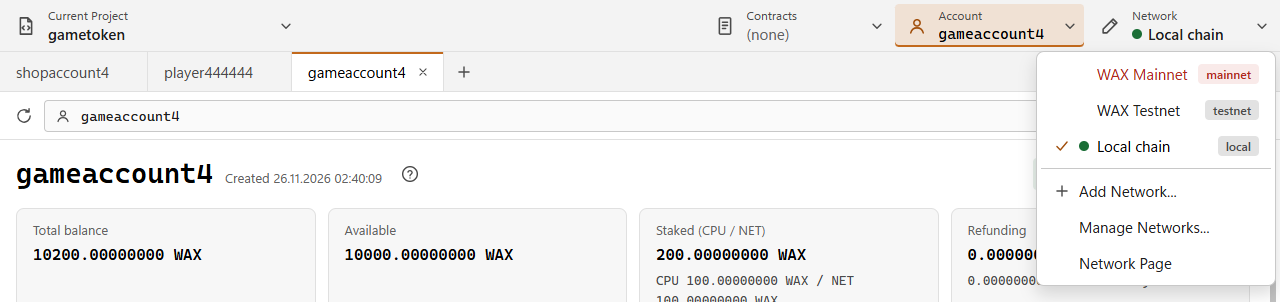 Current Project
gametoken
Contracts
(none)
Account
gameaccount4
Network
Local chain
shopaccount4
player444444
gameaccount4
gameaccount4
WAX Mainnet mainnet
WAX Testnet testnet
Local chain local
Add Network...
Manage Networks...
Network Page
gameaccount4 Created 26.11.2026 02:40:09
Total balance
10200.00000000 WAX
Available
10000.00000000 WAX
Staked (CPU / NET)
200.00000000 WAX
CPU 100.00000000 WAX / NET
100.00000000 WAX
Refunding